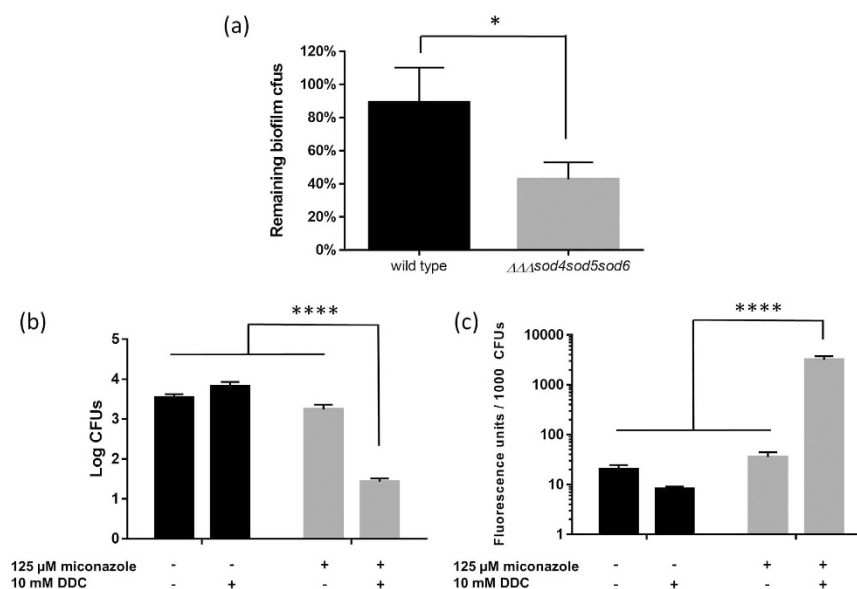 (a)
*
120%
100%
80%
60%
40%
20%
0%
Remaining biofilm cfus
wild type
ΔΔΔsod4sod5sod6
(b)
****
5
4
3
2
1
0
Log CFUs
125 µM miconazole - - + +
10 mM DDC - + - +
(c)
****
10000
1000
100
10
1
Fluorescence units / 1000 CFUs
125 µM miconazole - - + +
10 mM DDC - + - +